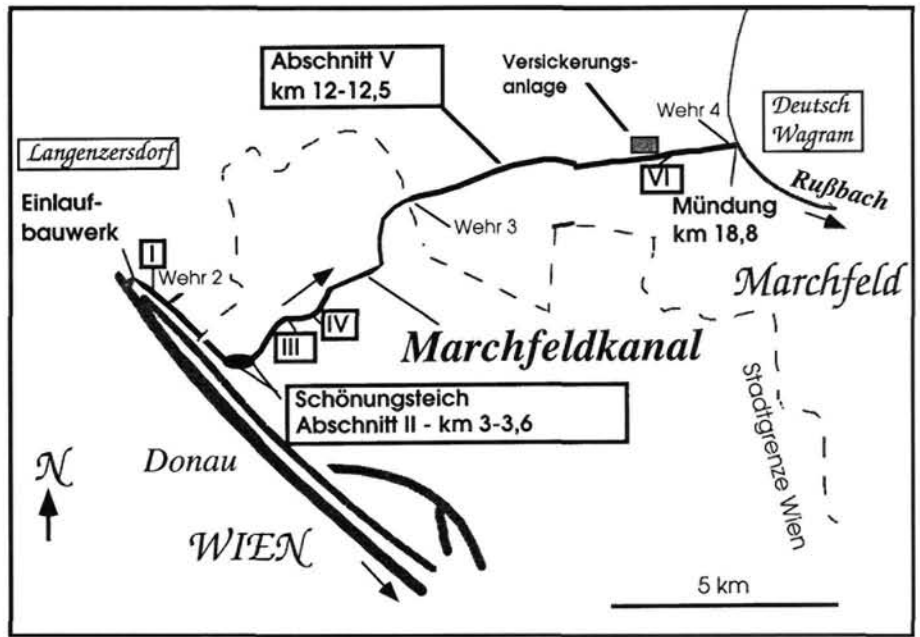 Abschnitt V
km 12-12,5
Versickerungs-
anlage
Wehr 4
Deutsch
Wagram
Langenzersdorf
Einlauf-
bauwerk
VI
Rußbach
Mündung
km 18,8
I
Wehr 2
Wehr 3
Marchfeld
IV
III
Marchfeldkanal
Schönungsteich
Abschnitt II - km 3-3,6
Stadtgrenze Wien
N
Donau
WIEN
5 km